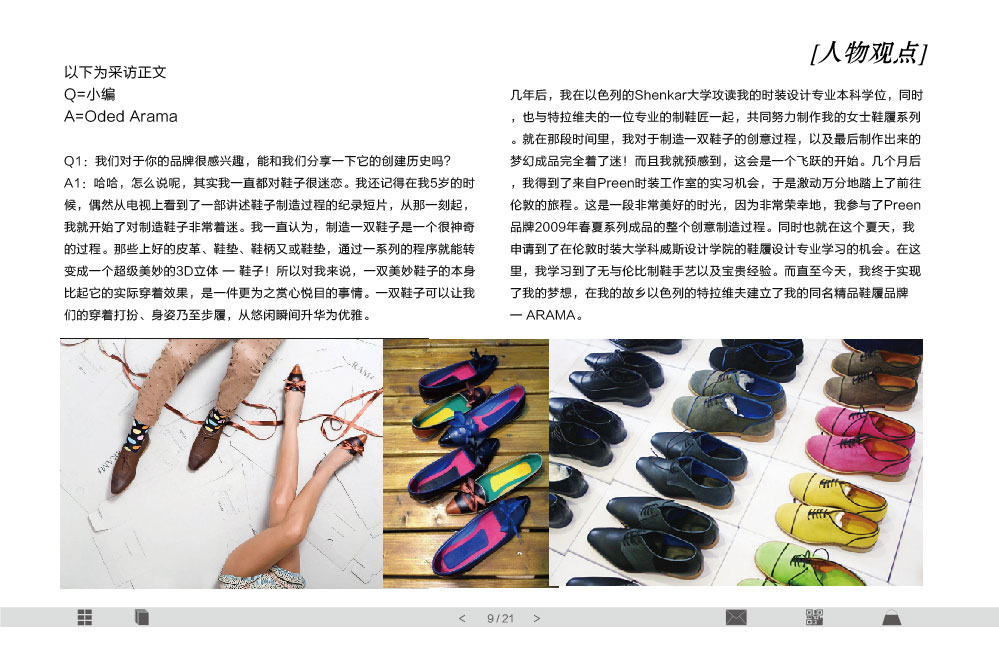 [人物观点]
以下为采访正文
Q=小编
A=Oded Arama
Q1：我们对于你的品牌很感兴趣，能和我们分享一下它的创建历史吗？
A1：哈哈，怎么说呢，其实我一直都对鞋子很迷恋。我还记得在我5岁的时
候，偶然从电视上看到了一部讲述鞋子制造过程的纪录短片，从那一刻起，
我就开始了对制造鞋子非常着迷。我一直认为，制造一双鞋子是一个很神奇
的过程。那些上好的皮革、鞋垫、鞋柄又或鞋垫，通过一系列的程序就能转
变成一个超级美妙的3D立体 — 鞋子！所以对我来说，一双美妙鞋子的本身
比起它的实际穿着效果，是一件更为之赏心悦目的事情。一双鞋子可以让我
们的穿着打扮、身姿乃至步履，从悠闲瞬间升华为优雅。
几年后，我在以色列的Shenkar大学攻读我的时装设计专业本科学位，同时
，也与特拉维夫的一位专业的制鞋匠一起，共同努力制作我的女士鞋履系列
。就在那段时间里，我对于制造一双鞋子的创意过程，以及最后制作出来的
梦幻成品完全着了迷！而且我就预感到，这会是一个飞跃的开始。几个月后
，我得到了来自Preen时装工作室的实习机会，于是激动万分地踏上了前往
伦敦的旅程。这是一段非常美好的时光，因为非常荣幸地，我参与了Preen
品牌2009年春夏系列成品的整个创意制造过程。同时也就在这个夏天，我
申请到了在伦敦时装大学科威斯设计学院的鞋履设计专业学习的机会。在这
里，我学习到了无与伦比制鞋手艺以及宝贵经验。而直至今天，我终于实现
了我的梦想，在我的故乡以色列的特拉维夫建立了我的同名精品鞋履品牌
— ARAMA。
< 9 / 21 >